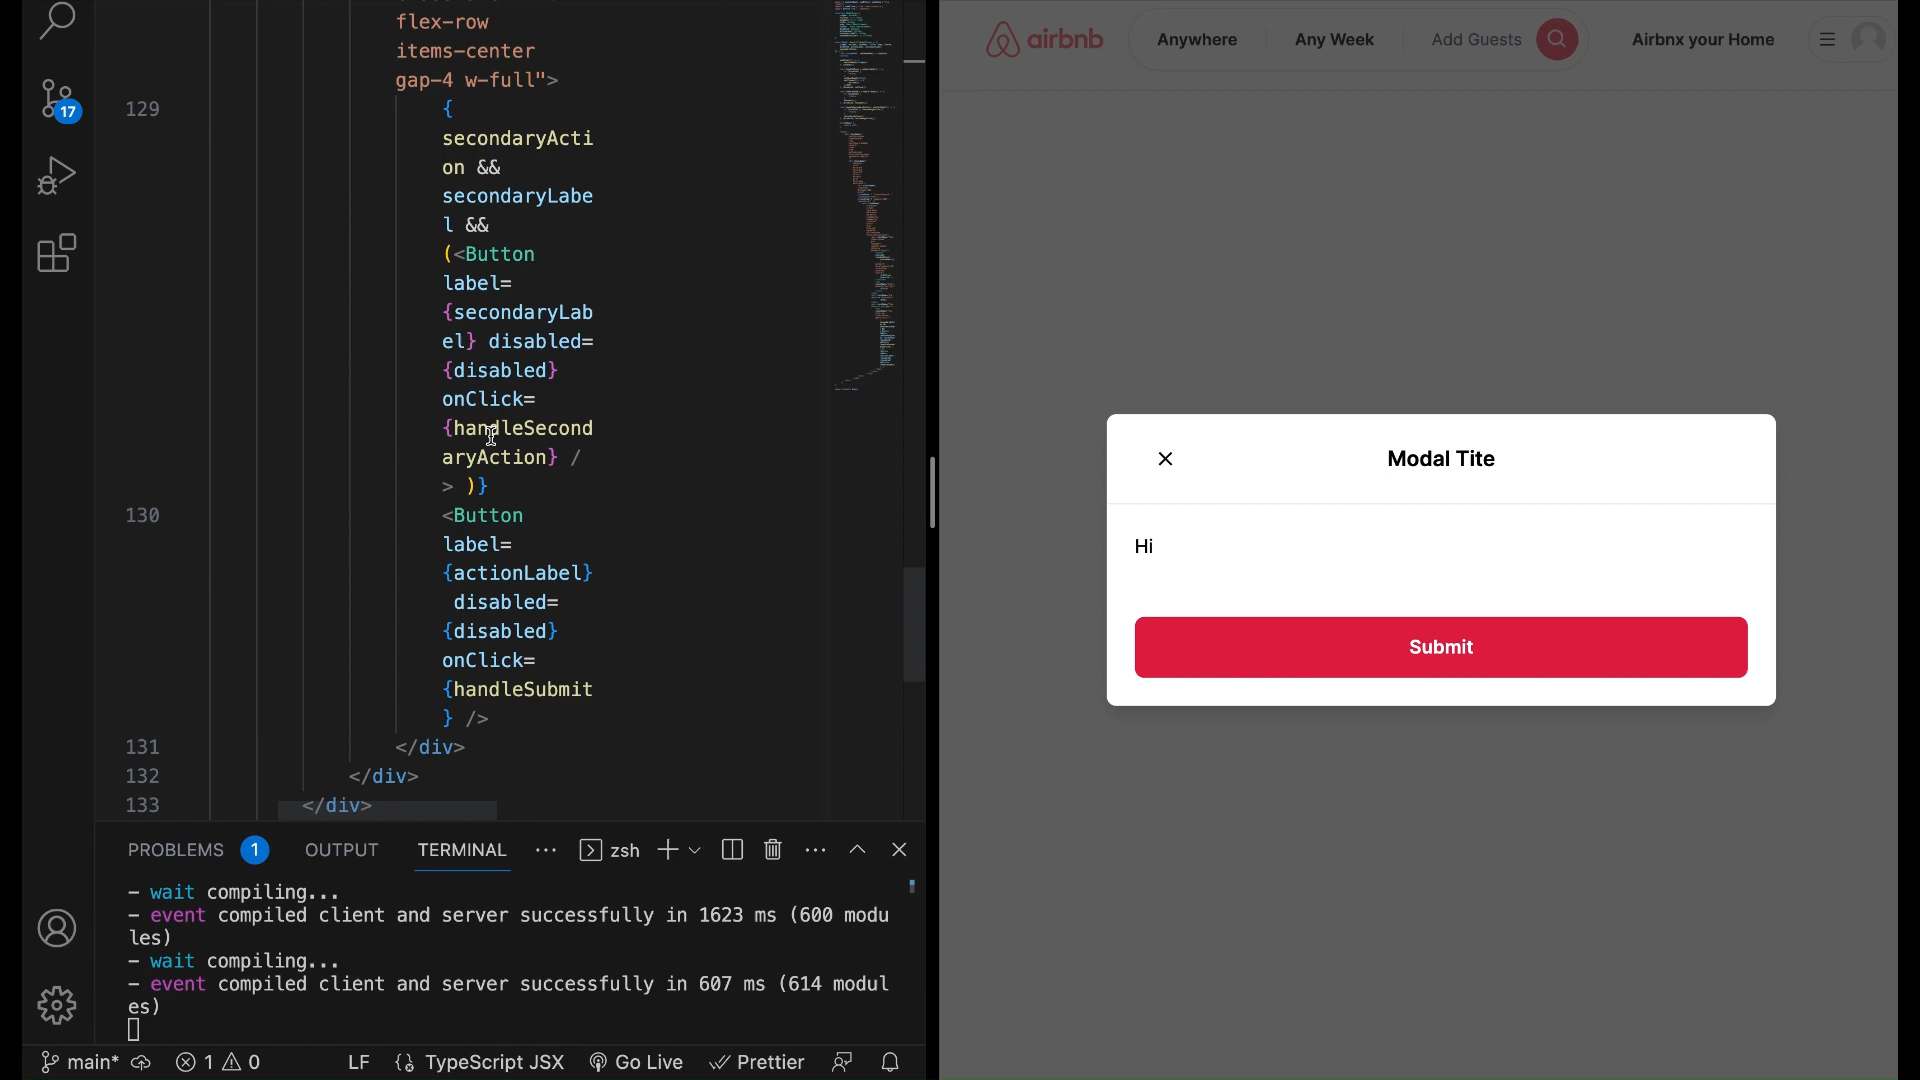 flex-row
items-center
gap-4 w-full">
129 {
secondaryActi
on &&
secondaryLabe
l &&
(<Button
label=
{secondaryLab
el} disabled=
{disabled}
onClick=
{handleSecond
aryAction} /
> )}
130 <Button
label=
{actionLabel}
disabled=
{disabled}
onClick=
{handleSubmit
} />
131 </div>
132 </div>
133 </div>
17
PROBLEMS 1 OUTPUT TERMINAL ... zsh ...
- wait compiling...
- event compiled client and server successfully in 1623 ms (600 modu
les)
- wait compiling...
- event compiled client and server successfully in 607 ms (614 modul
es)
main* 1 0 LF {} TypeScript JSX Go Live Prettier
airbnb Anywhere Any Week Add Guests Airbnx your Home
Modal Tite
Hi
Submit